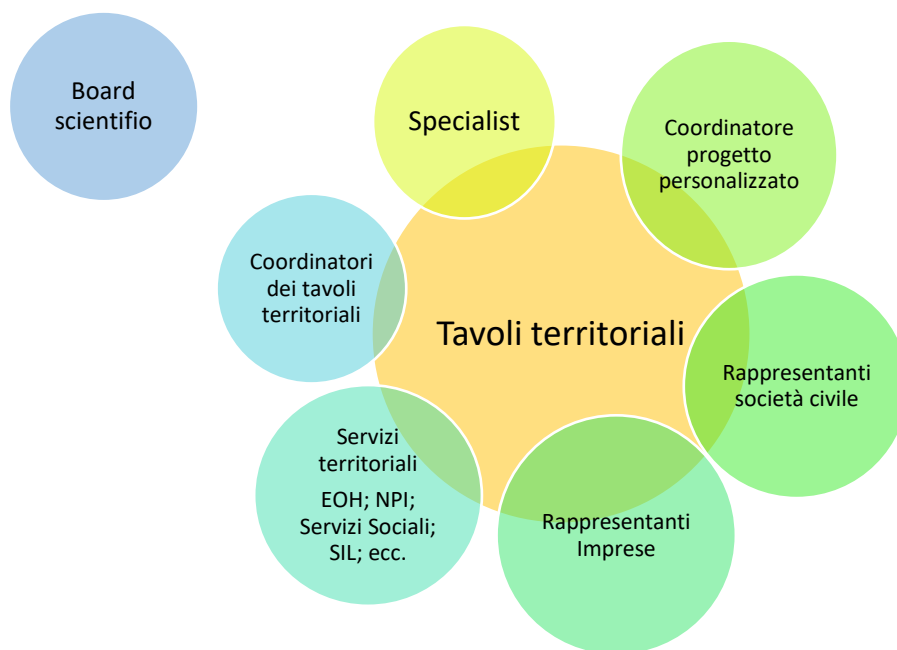 Board
scientifio
Specialist
Coordinatore
progetto
personalizzato
Coordinatori
dei tavoli
territoriali
Tavoli territoriali
Rappresentanti
società civile
Servizi
territoriali
EOH; NPI;
Servizi Sociali;
SIL; ecc.
Rappresentanti
Imprese